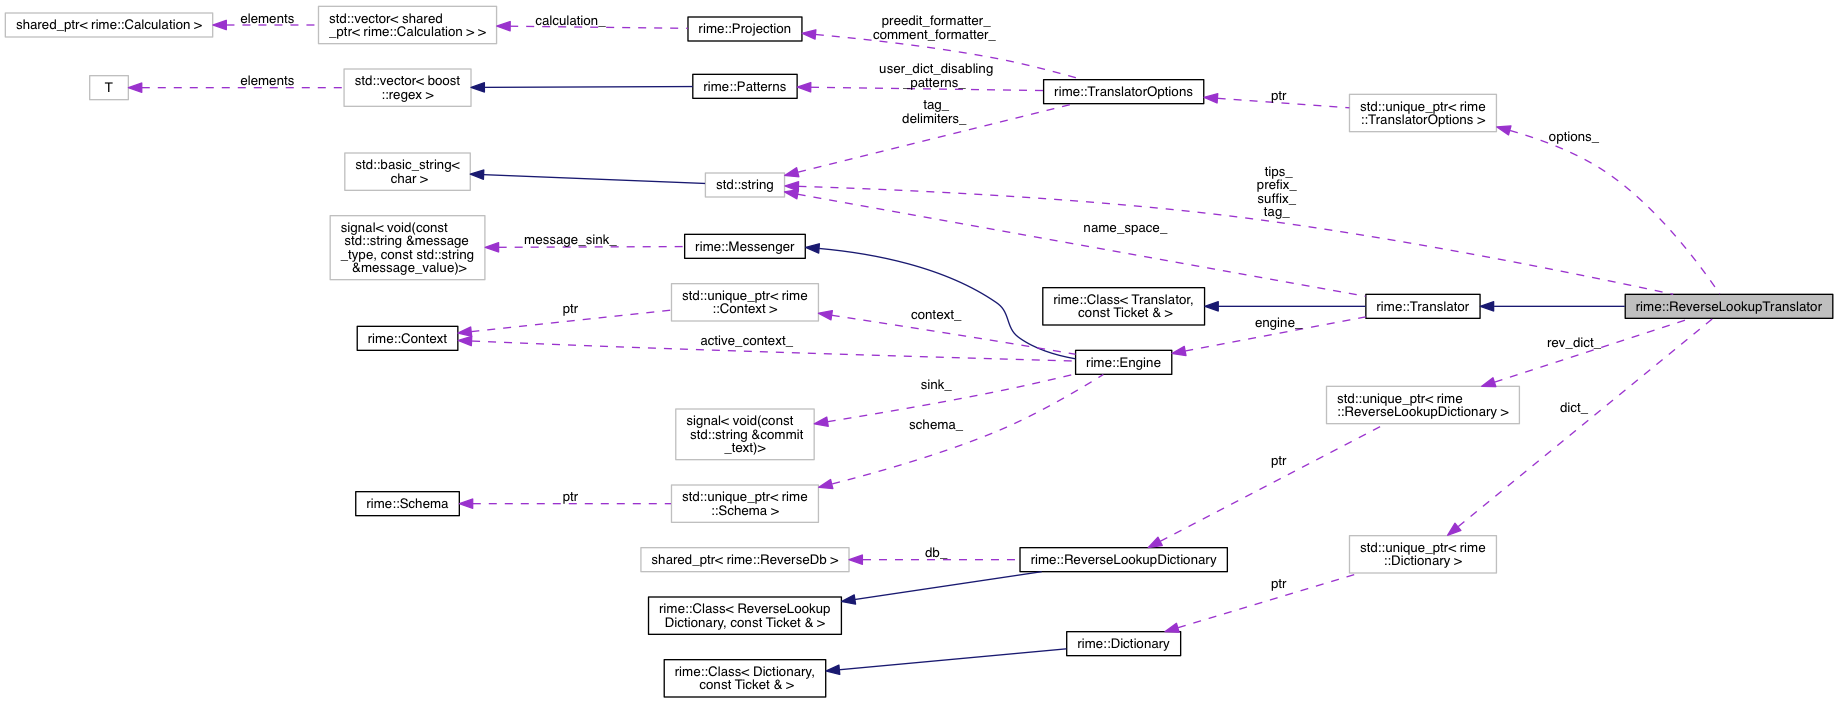 shared_ptr< rime::Calculation >
elements
std::vector< shared
_ptr< rime::Calculation > >
calculation_
rime::Projection
preedit_formatter_
comment_formatter_
T
elements
std::vector< boost
::regex >
rime::Patterns
user_dict_disabling
_patterns_
rime::TranslatorOptions
ptr
std::unique_ptr< rime
::TranslatorOptions >
options_
tag_
delimiters_
std::basic_string<
char >
std::string
tips_
prefix_
suffix_
tag_
name_space_
signal< void(const
std::string &message
_type, const std::string
&message_value)>
message_sink_
rime::Messenger
rime::Class< Translator,
const Ticket & >
rime::Translator
rime::ReverseLookupTranslator
engine_
rime::Context
ptr
std::unique_ptr< rime
::Context >
context_
active_context_
rime::Engine
rev_dict_
sink_
signal< void(const
std::string &commit
_text)>
schema_
std::unique_ptr< rime
::ReverseLookupDictionary >
dict_
ptr
rime::Schema
ptr
std::unique_ptr< rime
::Schema >
shared_ptr< rime::ReverseDb >
db_
rime::ReverseLookupDictionary
std::unique_ptr< rime
::Dictionary >
ptr
rime::Class< ReverseLookup
Dictionary, const Ticket & >
rime::Dictionary
rime::Class< Dictionary,
const Ticket & >